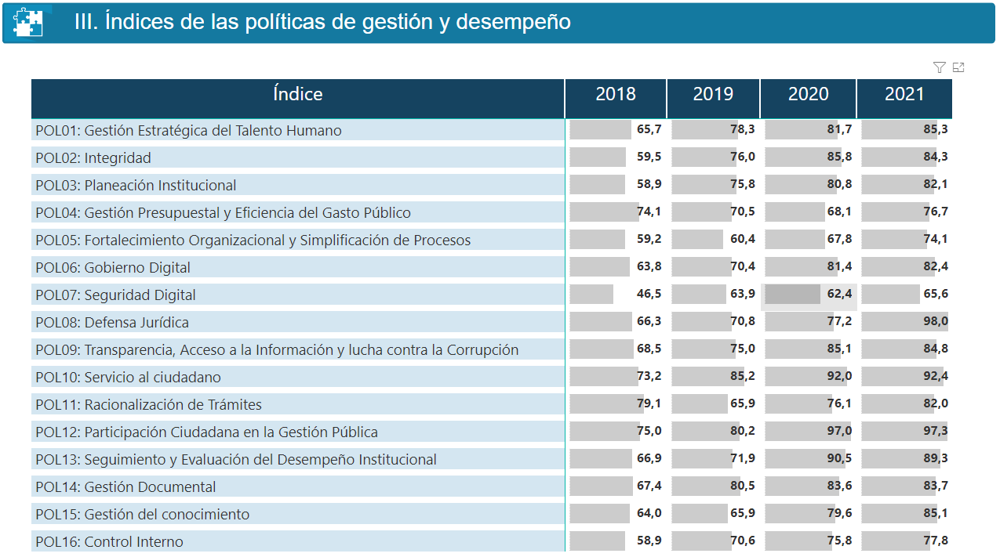 III. Índices de las políticas de gestión y desempeño
Índice 2018 2019 2020 2021
POL01: Gestión Estratégica del Talento Humano 65,7 78,3 81,7 85,3
POL02: Integridad 59,5 76,0 85,8 84,3
POL03: Planeación Institucional 58,9 75,8 80,8 82,1
POL04: Gestión Presupuestal y Eficiencia del Gasto Público 74,1 70,5 68,1 76,7
POL05: Fortalecimiento Organizacional y Simplificación de Procesos 59,2 60,4 67,8 74,1
POL06: Gobierno Digital 63,8 70,4 81,4 82,4
POL07: Seguridad Digital 46,5 63,9 62,4 65,6
POL08: Defensa Jurídica 66,3 70,8 77,2 98,0
POL09: Transparencia, Acceso a la Información y lucha contra la Corrupción 68,5 75,0 85,1 84,8
POL10: Servicio al ciudadano 73,2 85,2 92,0 92,4
POL11: Racionalización de Trámites 79,1 65,9 76,1 82,0
POL12: Participación Ciudadana en la Gestión Pública 75,0 80,2 97,0 97,3
POL13: Seguimiento y Evaluación del Desempeño Institucional 66,9 71,9 90,5 89,3
POL14: Gestión Documental 67,4 80,5 83,6 83,7
POL15: Gestión del conocimiento 64,0 65,9 79,6 85,1
POL16: Control Interno 58,9 70,6 75,8 77,8